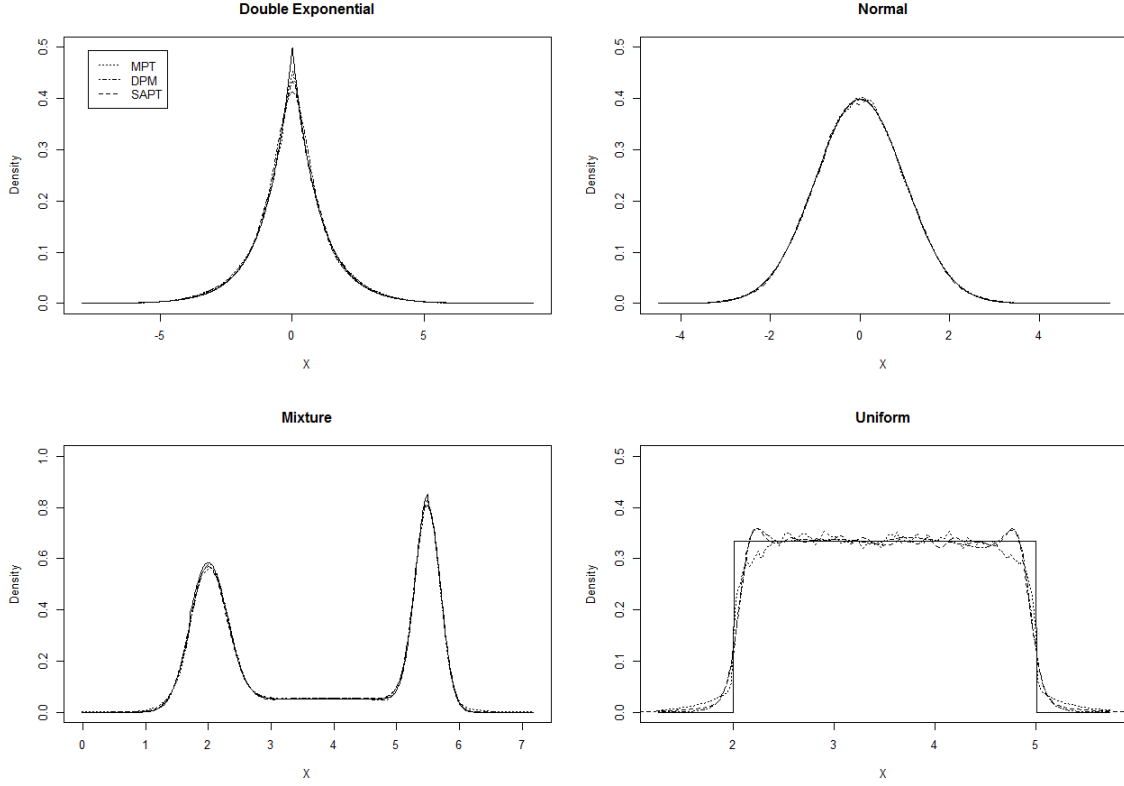 Double Exponential
Density
0.0 0.1 0.2 0.3 0.4 0.5
MPT
DPM
SAPT
-5 0 5
X
Normal
Density
0.0 0.1 0.2 0.3 0.4 0.5
-4 -2 0 2 4
X
Mixture
Density
0.0 0.2 0.4 0.6 0.8 1.0
0 1 2 3 4 5 6 7
X
Uniform
Density
0.0 0.1 0.2 0.3 0.4 0.5
2 3 4 5
X